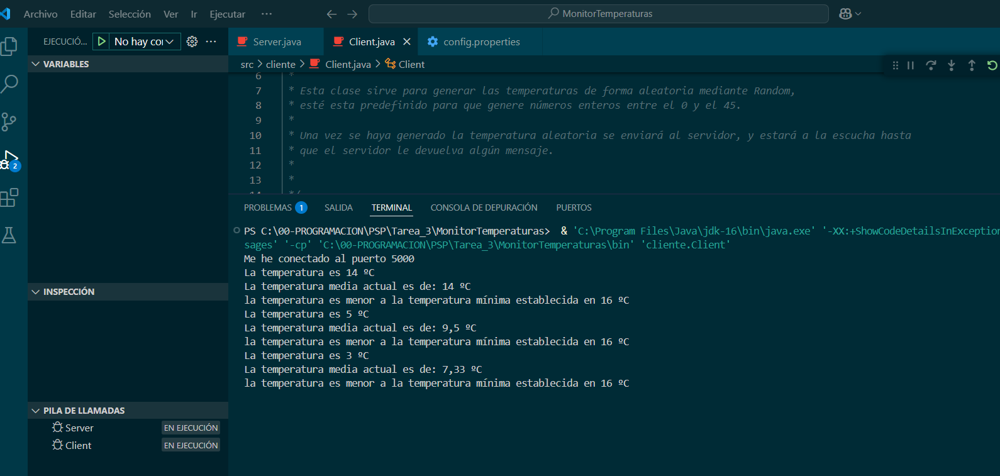 Archivo Editar Selección Ver Ir Ejecutar ··· MonitorTemperaturas
EJECUCIÓ... No hay co ···
Server.java Client.java config.properties
VARIABLES
src > cliente > Client.java > Client
6 *
7 * Esta clase sirve para generar las temperaturas de forma aleatoria mediante Random,
8 * esté esta predefinido para que genere números enteros entre el 0 y el 45.
9 *
10 * Una vez se haya generado la temperatura aleatoria se enviará al servidor, y estará a la escucha hasta
11 * que el servidor le devuelva algún mensaje.
12 *
13 *
14 */
2
PROBLEMAS 1 SALIDA TERMINAL CONSOLA DE DEPURACIÓN PUERTOS
PS C:\00-PROGRAMACION\PSP\Tarea_3\MonitorTemperaturas> & 'C:\Program Files\Java\jdk-16\bin\java.exe' '-XX:+ShowCodeDetailsInException
sages' '-cp' 'C:\00-PROGRAMACION\PSP\Tarea_3\MonitorTemperaturas\bin' 'cliente.Client'
Me he conectado al puerto 5000
La temperatura es 14 ºC
La temperatura media actual es de: 14 ºC
la temperatura es menor a la temperatura mínima establecida en 16 ºC
La temperatura es 5 ºC
La temperatura media actual es de: 9,5 ºC
la temperatura es menor a la temperatura mínima establecida en 16 ºC
La temperatura es 3 ºC
La temperatura media actual es de: 7,33 ºC
la temperatura es menor a la temperatura mínima establecida en 16 ºC
INSPECCIÓN
PILA DE LLAMADAS
Server EN EJECUCIÓN
Client EN EJECUCIÓN